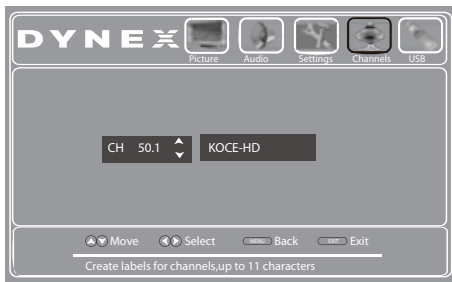 DYNEX
Picture Audio Settings Channels USB
CH 50.1 KOCE-HD
Move Select MENU Back EXIT Exit
Create labels for channels,up to 11 characters